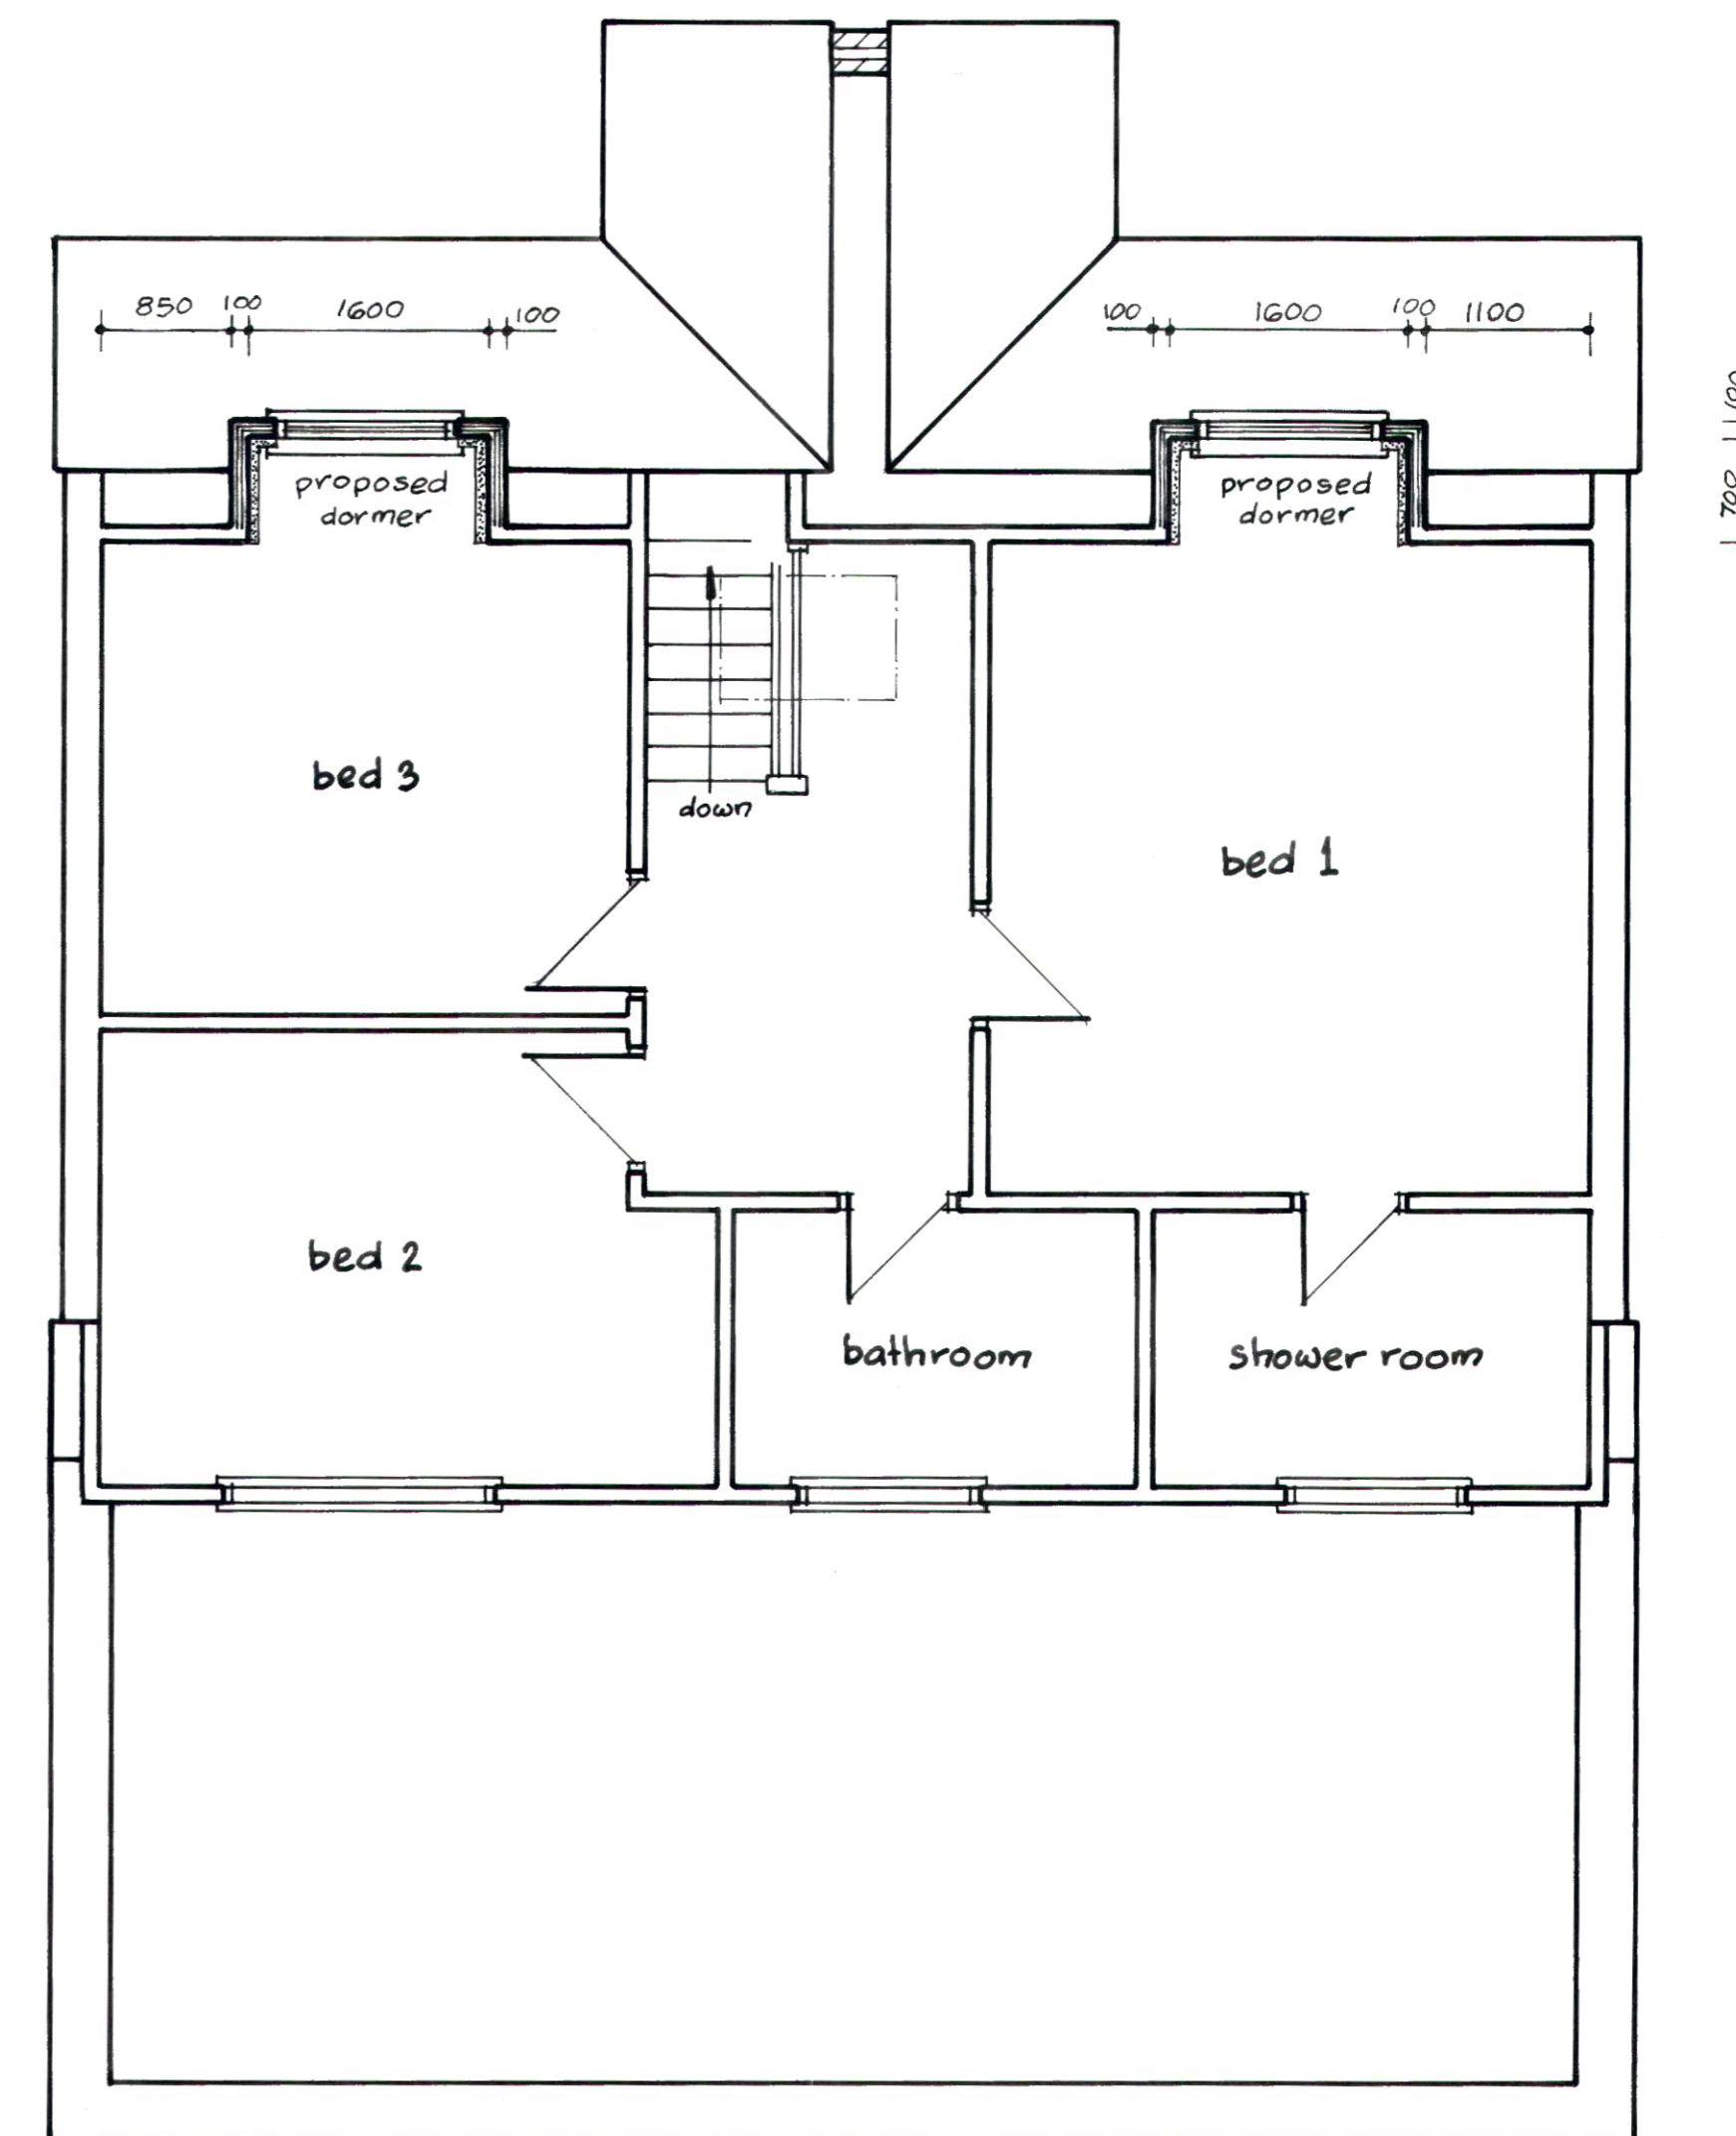 850 100 1600 100
100 1600 100 1100
proposed
dormer
proposed
dormer
bed 3
down
bed 1
bed 2
bathroom
shower room